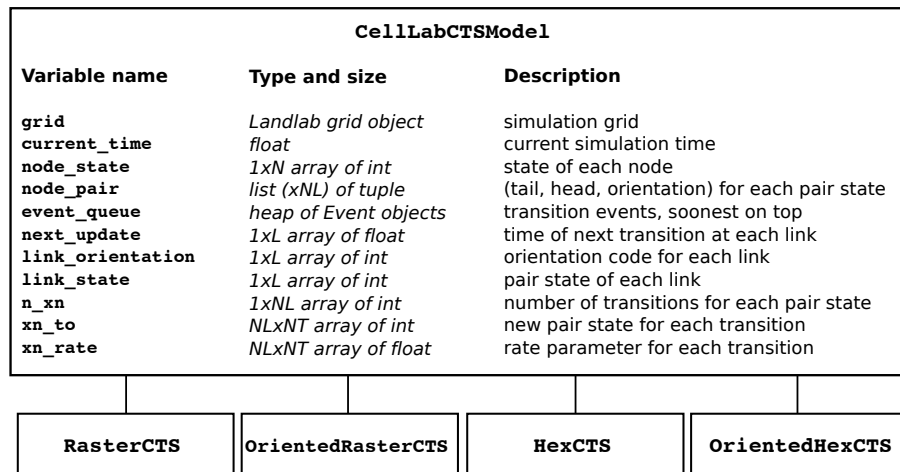 CellLabCTSModel
Variable name Type and size Description
grid Landlab grid object simulation grid
current_time float current simulation time
node_state 1xN array of int state of each node
node_pair list (xNL) of tuple (tail, head, orientation) for each pair state
event_queue heap of Event objects transition events, soonest on top
next_update 1xL array of float time of next transition at each link
link_orientation 1xL array of int orientation code for each link
link_state 1xL array of int pair state of each link
n_xn 1xNL array of int number of transitions for each pair state
xn_to NLxNT array of int new pair state for each transition
xn_rate NLxNT array of float rate parameter for each transition
RasterCTS OrientedRasterCTS HexCTS OrientedHexCTS